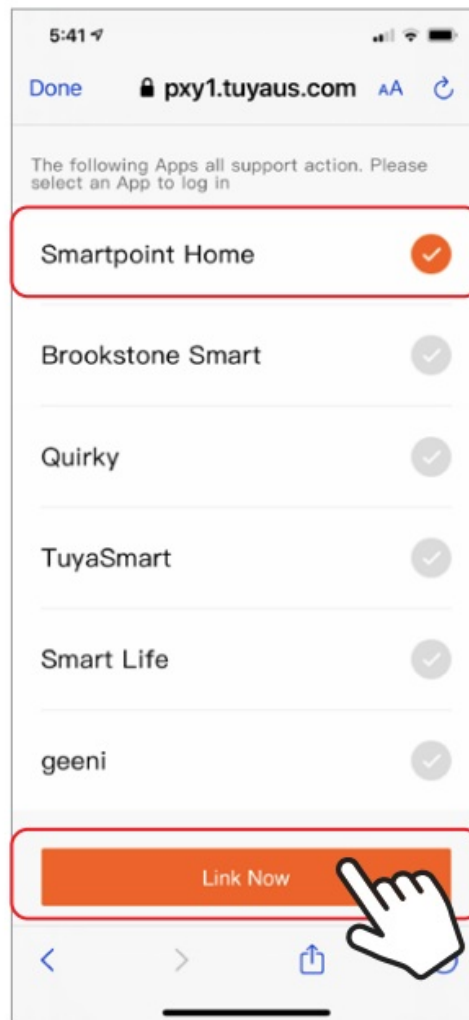 5:41
Done pxy1.tuyaus.com AA
The following Apps all support action. Please
select an App to log in
Smartpoint Home
Brookstone Smart
Quirky
TuyaSmart
Smart Life
geeni
Link Now